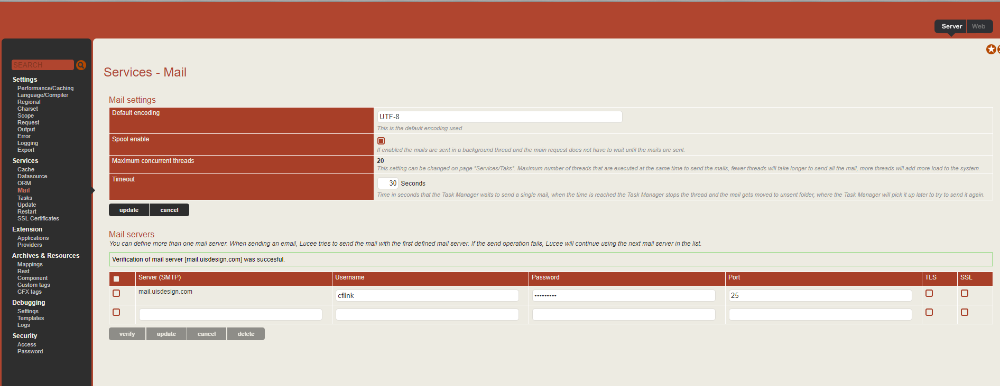 Server Web
SEARCH
Settings
Performance/Caching
Language/Compiler
Regional
Charset
Scope
Request
Output
Error
Logging
Export
Services
Cache
Datasource
ORM
Mail
Tasks
Update
Restart
SSL Certificates
Extension
Applications
Providers
Archives & Resources
Mappings
Rest
Component
Custom tags
CFX tags
Debugging
Settings
Templates
Logs
Security
Access
Password
Services - Mail
Mail settings
Default encoding
UTF-8
This is the default encoding used
Spool enable
If enabled the mails are sent in a background thread and the main request does not have to wait until the mails are sent.
Maximum concurrent threads
20
This setting can be changed on page "Services/Taks". Maximum number of threads that are executed at the same time to send the mails, fewer threads will take longer to send all the mail, more threads will add more load to the system.
Timeout
30 Seconds
Time in seconds that the Task Manager waits to send a single mail, when the time is reached the Task Manager stops the thread and the mail gets moved to unsent folder, where the Task Manager will pick it up later to try to send it again.
update cancel
Mail servers
You can define more than one mail server. When sending an email, Lucee tries to send the mail with the first defined mail server. If the send operation fails, Lucee will continue using the next mail server in the list.
Verification of mail server [mail.uisdesign.com] was succesful.
Server (SMTP) Username Password Port TLS SSL
mail.uisdesign.com cflink ••••••••• 25
verify update cancel delete